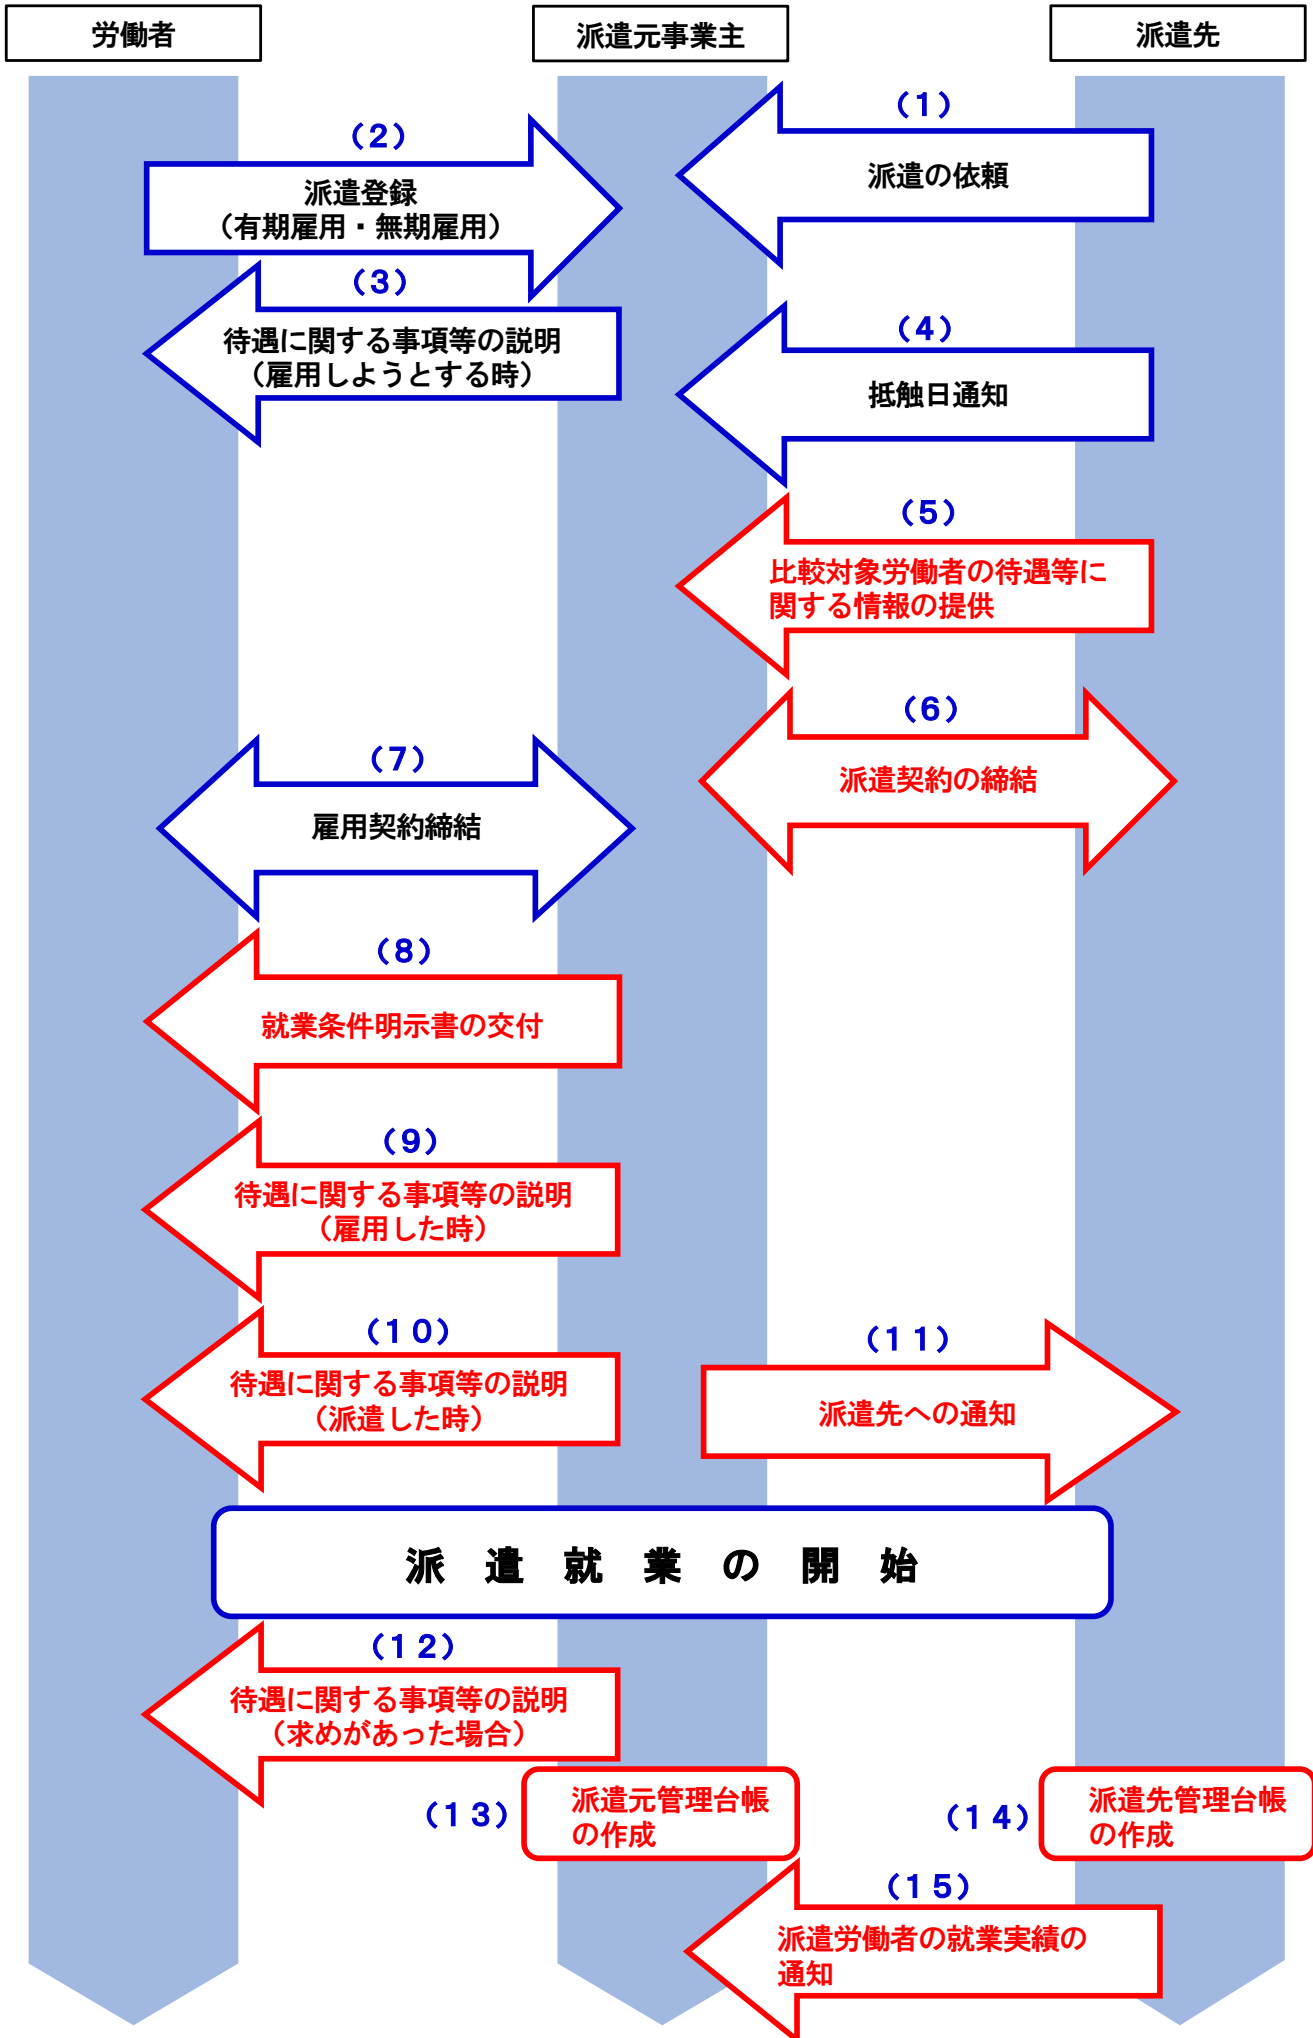 労働者
派遣元事業主
派遣先
（1）
派遣の依頼
（2）
派遣登録
（有期雇用・無期雇用）
（3）
待遇に関する事項等の説明
（雇用しようとする時）
（4）
抵触日通知
（5）
比較対象労働者の待遇等に
関する情報の提供
（6）
派遣契約の締結
（7）
雇用契約締結
（8）
就業条件明示書の交付
（9）
待遇に関する事項等の説明
（雇用した時）
（10）
待遇に関する事項等の説明
（派遣した時）
（11）
派遣先への通知
派 遣 就 業 の 開 始
（12）
待遇に関する事項等の説明
（求めがあった場合）
（13）
派遣元管理台帳
の作成
（14）
派遣先管理台帳
の作成
（15）
派遣労働者の就業実績の
通知